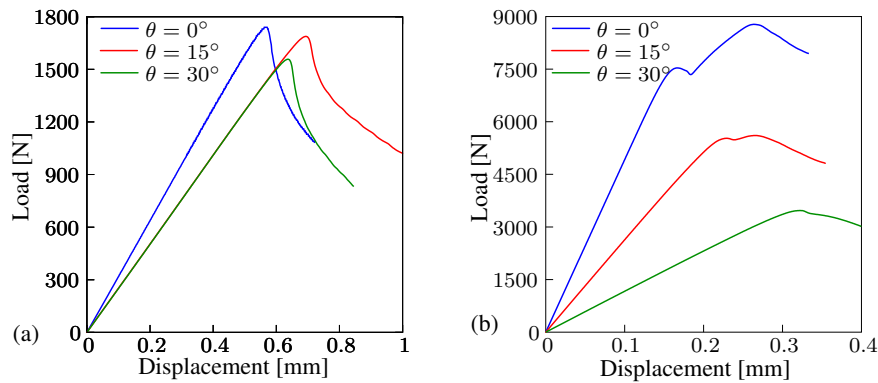 1800
1500
1200
900
600
300
0
Load [N]
θ = 0°
θ = 15°
θ = 30°
0 0.2 0.4 0.6 0.8 1
Displacement [mm]
(a)
9000
7500
6000
4500
3000
1500
0
Load [N]
θ = 0°
θ = 15°
θ = 30°
0 0.1 0.2 0.3 0.4
Displacement [mm]
(b)